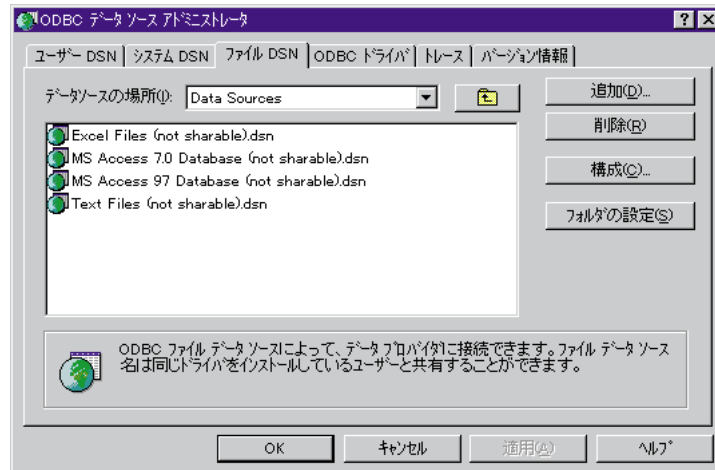 ODBC ﾃﾞｰﾀ ｿｰｽ ｱﾄﾞﾐﾆｽﾄﾚｰﾀ
ユーザー DSN
システム DSN
ファイル DSN
ODBC ﾄﾞﾗｲﾊﾞ
ﾄﾚｰｽ
ﾊﾞｰｼﾞｮﾝ情報
ﾃﾞｰﾀｿｰｽの場所(I):
Data Sources
Excel Files (not sharable).dsn
MS Access 7.0 Database (not sharable).dsn
MS Access 97 Database (not sharable).dsn
Text Files (not sharable).dsn
追加(D)...
削除(R)
構成(C)...
ﾌｫﾙﾀﾞの設定(S)
ODBC ﾌｧｲﾙ ﾃﾞｰﾀ ｿｰｽによって、ﾃﾞｰﾀ ﾌﾟﾛﾊﾞｲﾀﾞに接続できます。ﾌｧｲﾙ ﾃﾞｰﾀ ｿｰｽ
名は同じﾄﾞﾗｲﾊﾞをｲﾝｽﾄｰﾙしているﾕｰｻﾞｰと共有することができます。
OK
ｷｬﾝｾﾙ
適用(A)
ﾍﾙﾌﾟ